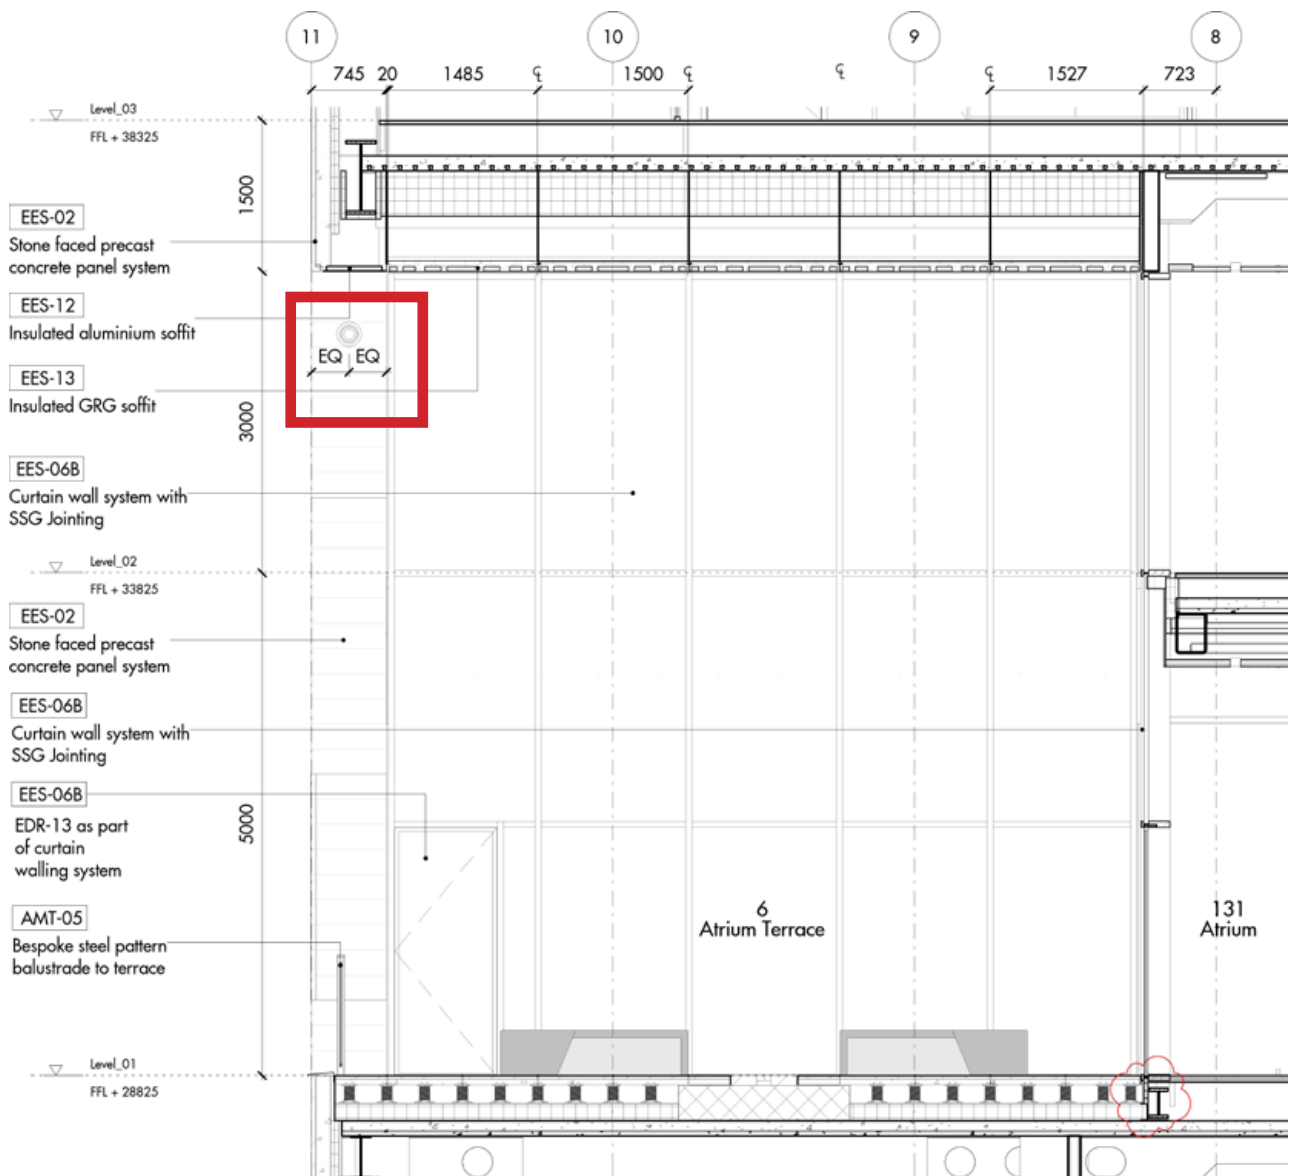 11
10
9
8
745 20 1485 ℄ 1500 ℄ ℄ ℄ 1527 723
Level_03
FFL + 38325
1500
EES-02
Stone faced precast
concrete panel system
EES-12
Insulated aluminium soffit
EQ EQ
EES-13
Insulated GRG soffit
3000
EES-06B
Curtain wall system with
SSG Jointing
Level_02
FFL + 33825
EES-02
Stone faced precast
concrete panel system
EES-06B
Curtain wall system with
SSG Jointing
EES-06B
EDR-13 as part
of curtain
walling system
5000
AMT-05
Bespoke steel pattern
balustrade to terrace
6
Atrium Terrace
131
Atrium
Level_01
FFL + 28825